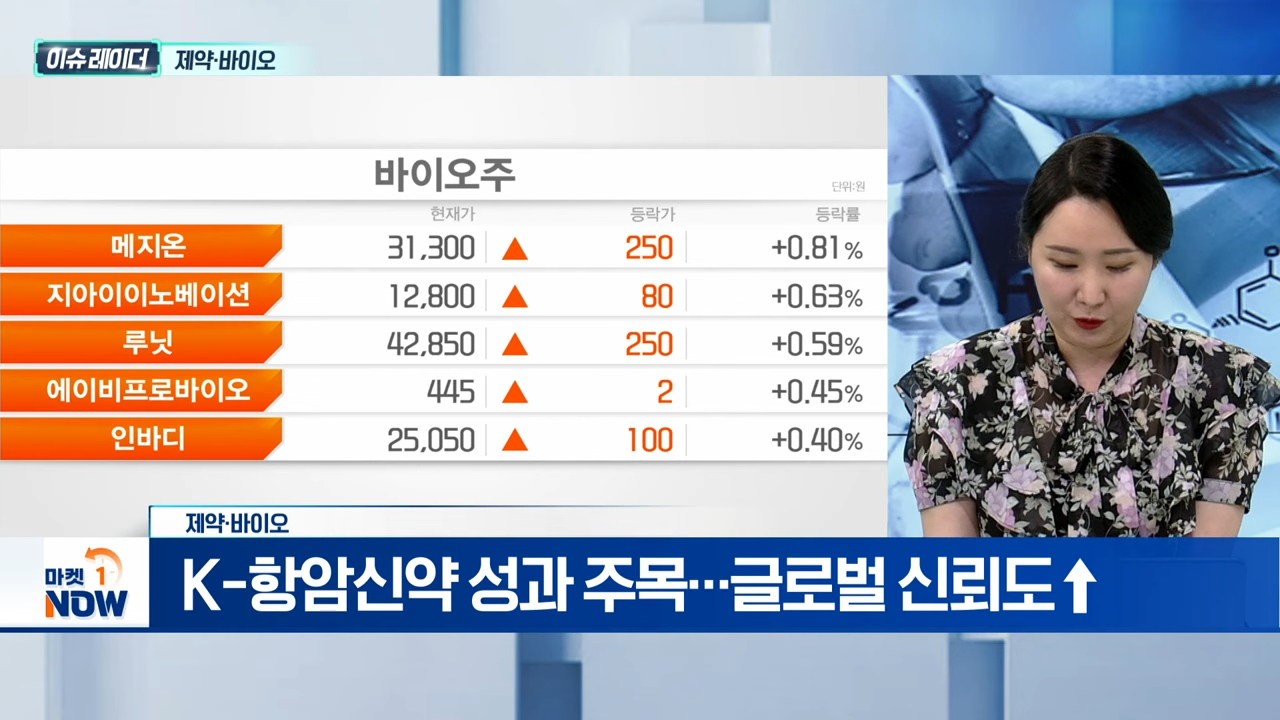 이슈레이더 제약·바이오
바이오주
단위:원
현재가 등락가 등락률
메지온 31,300 ▲ 250 +0.81%
지아이이노베이션 12,800 ▲ 80 +0.63%
루닛 42,850 ▲ 250 +0.59%
에이비프로바이오 445 ▲ 2 +0.45%
인바디 25,050 ▲ 100 +0.40%
제약·바이오
마켓 1
NOW
K-항암신약 성과 주목…글로벌 신뢰도↑